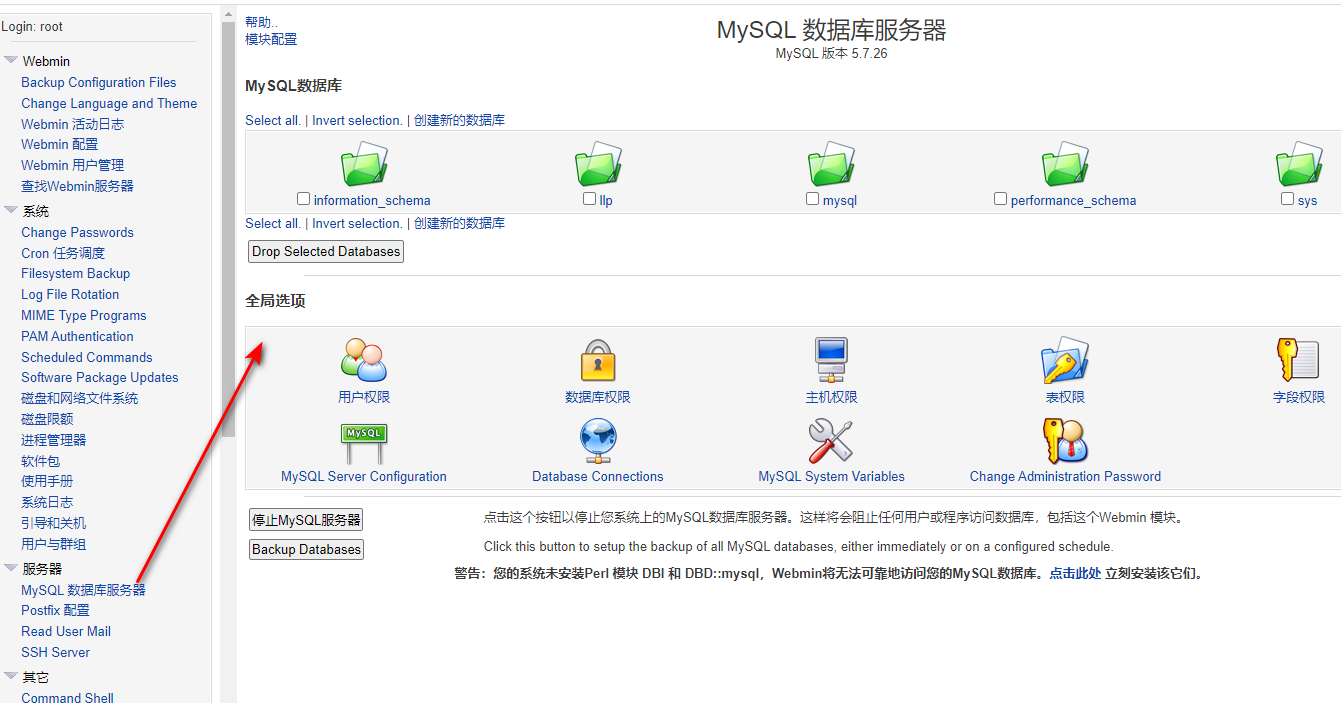 Login: root
Webmin
Backup Configuration Files
Change Language and Theme
Webmin 活动日志
Webmin 配置
Webmin 用户管理
查找Webmin服务器
系统
Change Passwords
Cron 任务调度
Filesystem Backup
Log File Rotation
MIME Type Programs
PAM Authentication
Scheduled Commands
Software Package Updates
磁盘和网络文件系统
磁盘限额
进程管理器
软件包
使用手册
系统日志
引导和关机
用户与群组
服务器
MySQL 数据库服务器
Postfix 配置
Read User Mail
SSH Server
其它
Command Shell
帮助..
模块配置
MySQL 数据库服务器
MySQL 版本 5.7.26
MySQL数据库
Select all. | Invert selection. | 创建新的数据库
information_schema llp mysql performance_schema sys
Select all. | Invert selection. | 创建新的数据库
Drop Selected Databases
全局选项
用户权限 数据库权限 主机权限 表权限 字段权限
MySQL
MySQL Server Configuration Database Connections MySQL System Variables Change Administration Password
停止MySQL服务器 点击这个按钮以停止您系统上的MySQL数据库服务器。这样将会阻止任何用户或程序访问数据库，包括这个Webmin 模块。
Backup Databases Click this button to setup the backup of all MySQL databases, either immediately or on a configured schedule.
警告：您的系统未安装Perl 模块 DBI 和 DBD::mysql，Webmin将无法可靠地访问您的MySQL数据库。点击此处 立刻安装该它们。